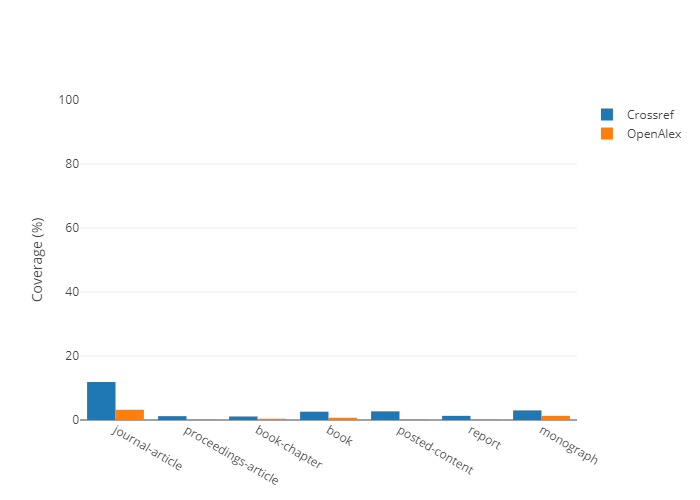 100
80
60
40
20
0
Coverage (%)
journal-article
proceedings-article
book-chapter
book
posted-content
report
monograph
Crossref
OpenAlex